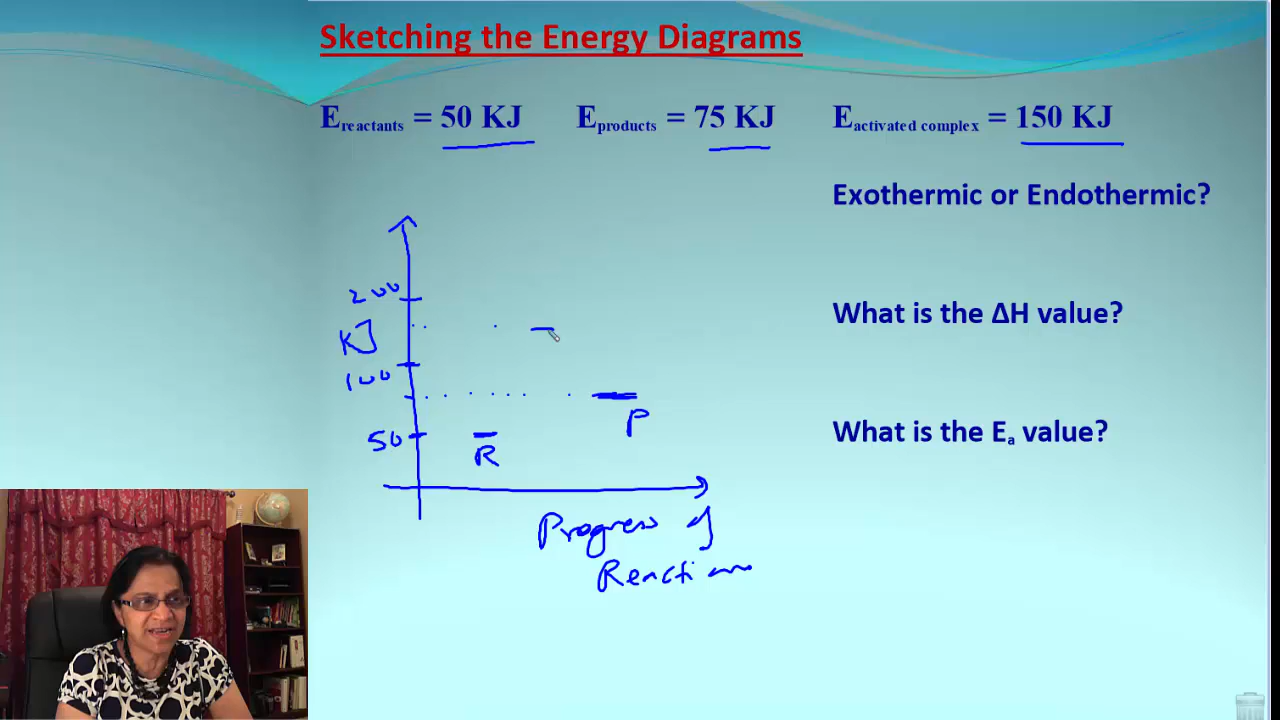 Sketching the Energy Diagrams
Ereactants = 50 KJ Eproducts = 75 KJ Eactivated complex = 150 KJ
Exothermic or Endothermic?
200
KJ
What is the ΔH value?
100
P
50
R
What is the Ea value?
Progress of
Reaction